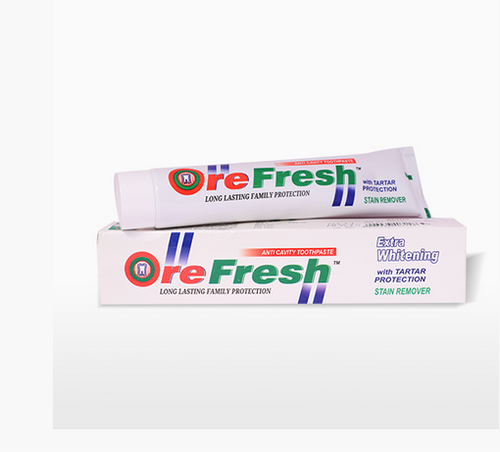 ANTI CAVITY TOOTHPASTE
OreFresh™
LONG LASTING FAMILY PROTECTION
with TARTAR
PROTECTION
STAIN REMOVER
ANTI CAVITY TOOTHPASTE
OreFresh™
LONG LASTING FAMILY PROTECTION
Extra
Whitening
with TARTAR
PROTECTION
STAIN REMOVER